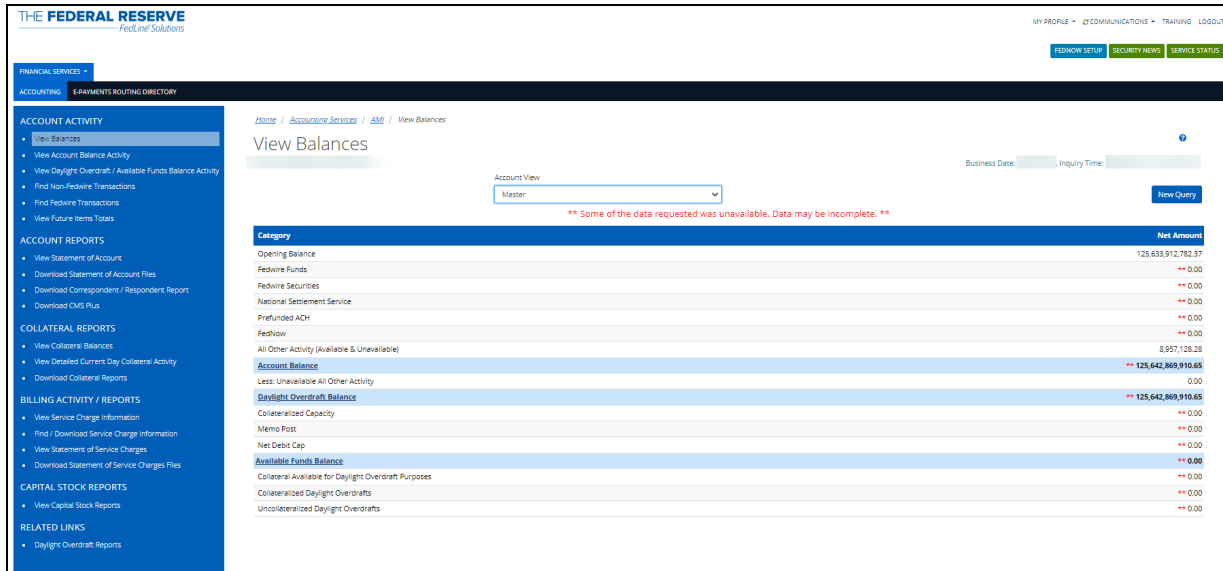 THE FEDERAL RESERVE
FedLine Solutions
MY PROFILE COMMUNICATIONS TRAINING LOGOUT
FEDNOW SETUP SECURITY NEWS SERVICE STATUS
FINANCIAL SERVICES
ACCOUNTING E-PAYMENTS ROUTING DIRECTORY
ACCOUNT ACTIVITY
• View Balances
• View Account Balance Activity
• View Daylight Overdraft / Available Funds Balance Activity
• Find Non-Fedwire Transactions
• Find Fedwire Transactions
• View Future Items Totals
ACCOUNT REPORTS
• View Statement of Account
• Download Statement of Account Files
• Download Correspondent / Respondent Report
• Download CMS Plus
COLLATERAL REPORTS
• View Collateral Balances
• View Detailed Current Day Collateral Activity
• Download Collateral Reports
BILLING ACTIVITY / REPORTS
• View Service Charge Information
• Find / Download Service Charge Information
• View Statement of Service Charges
• Download Statement of Service Charges Files
CAPITAL STOCK REPORTS
• View Capital Stock Reports
RELATED LINKS
• Daylight Overdraft Reports
Home / Accounting Services / AMI / View Balances
View Balances
?
Business Date: , Inquiry Time:
Account View
Master
New Query
** Some of the data requested was unavailable. Data may be incomplete. **
Category Net Amount
Opening Balance 125,633,912,782.37
Fedwire Funds ** 0.00
Fedwire Securities ** 0.00
National Settlement Service ** 0.00
Prefunded ACH ** 0.00
FedNow ** 0.00
All Other Activity (Available & Unavailable) 8,957,128.28
Account Balance ** 125,642,869,910.65
Less: Unavailable All Other Activity 0.00
Daylight Overdraft Balance ** 125,642,869,910.65
Collateralized Capacity ** 0.00
Memo Post ** 0.00
Net Debit Cap ** 0.00
Available Funds Balance ** 0.00
Collateral Available for Daylight Overdraft Purposes ** 0.00
Collateralized Daylight Overdrafts ** 0.00
Uncollateralized Daylight Overdrafts ** 0.00